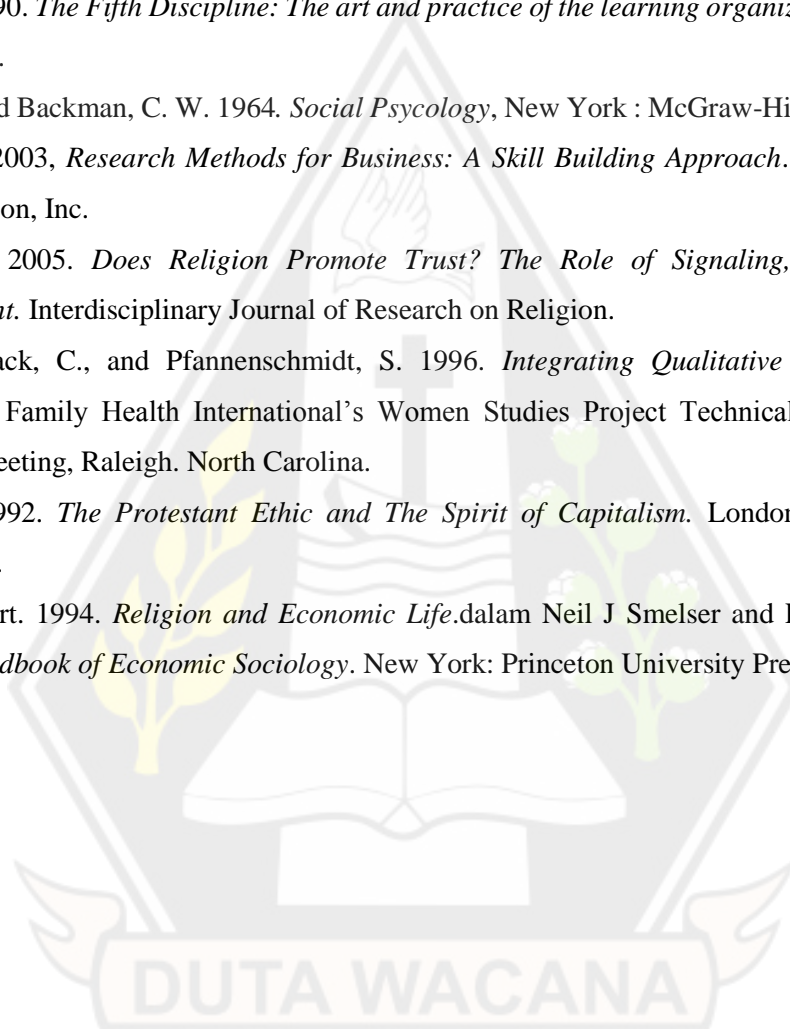 90. The Fifth Discipline: The art and practice of the learning organiz
.
d Backman, C. W. 1964. Social Psycology, New York : McGraw-Hi
2003, Research Methods for Business: A Skill Building Approach.
on, Inc.
2005. Does Religion Promote Trust? The Role of Signaling,
nt. Interdisciplinary Journal of Research on Religion.
ack, C., and Pfannenschmidt, S. 1996. Integrating Qualitative
Family Health International’s Women Studies Project Technical
eeting, Raleigh. North Carolina.
992. The Protestant Ethic and The Spirit of Capitalism. London
.
rt. 1994. Religion and Economic Life.dalam Neil J Smelser and
dbook of Economic Sociology. New York: Princeton University Pre
DUTA WACANA